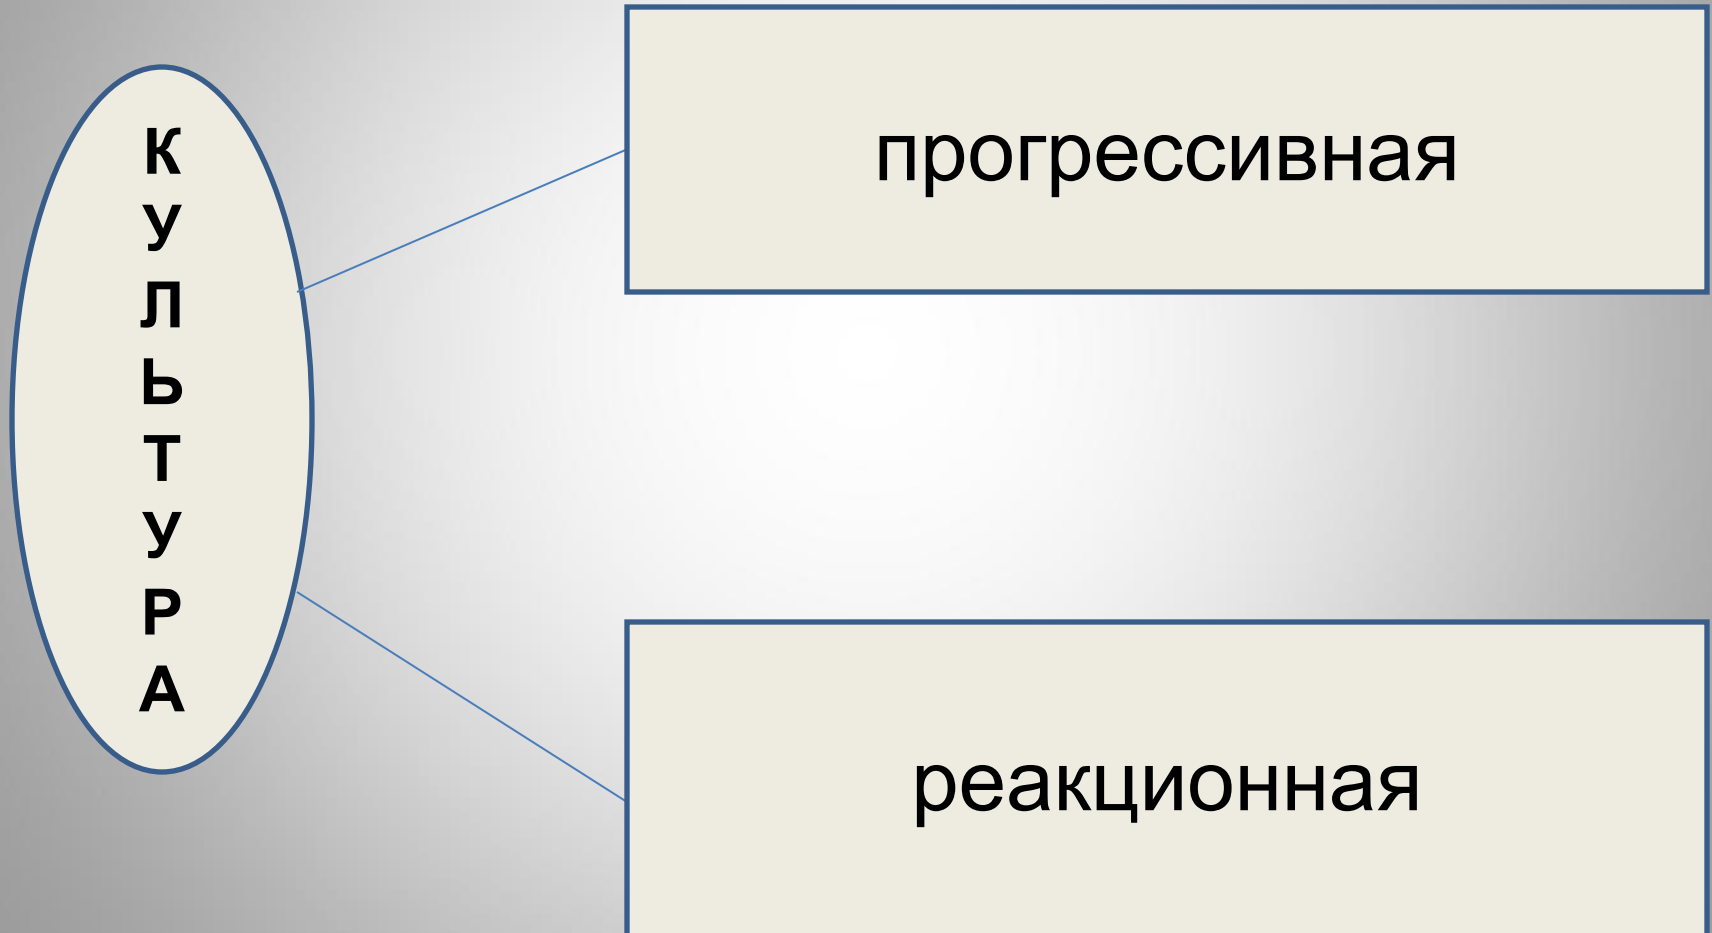 К
У
Л
Ь
Т
У
Р
А
прогрессивная
реакционная